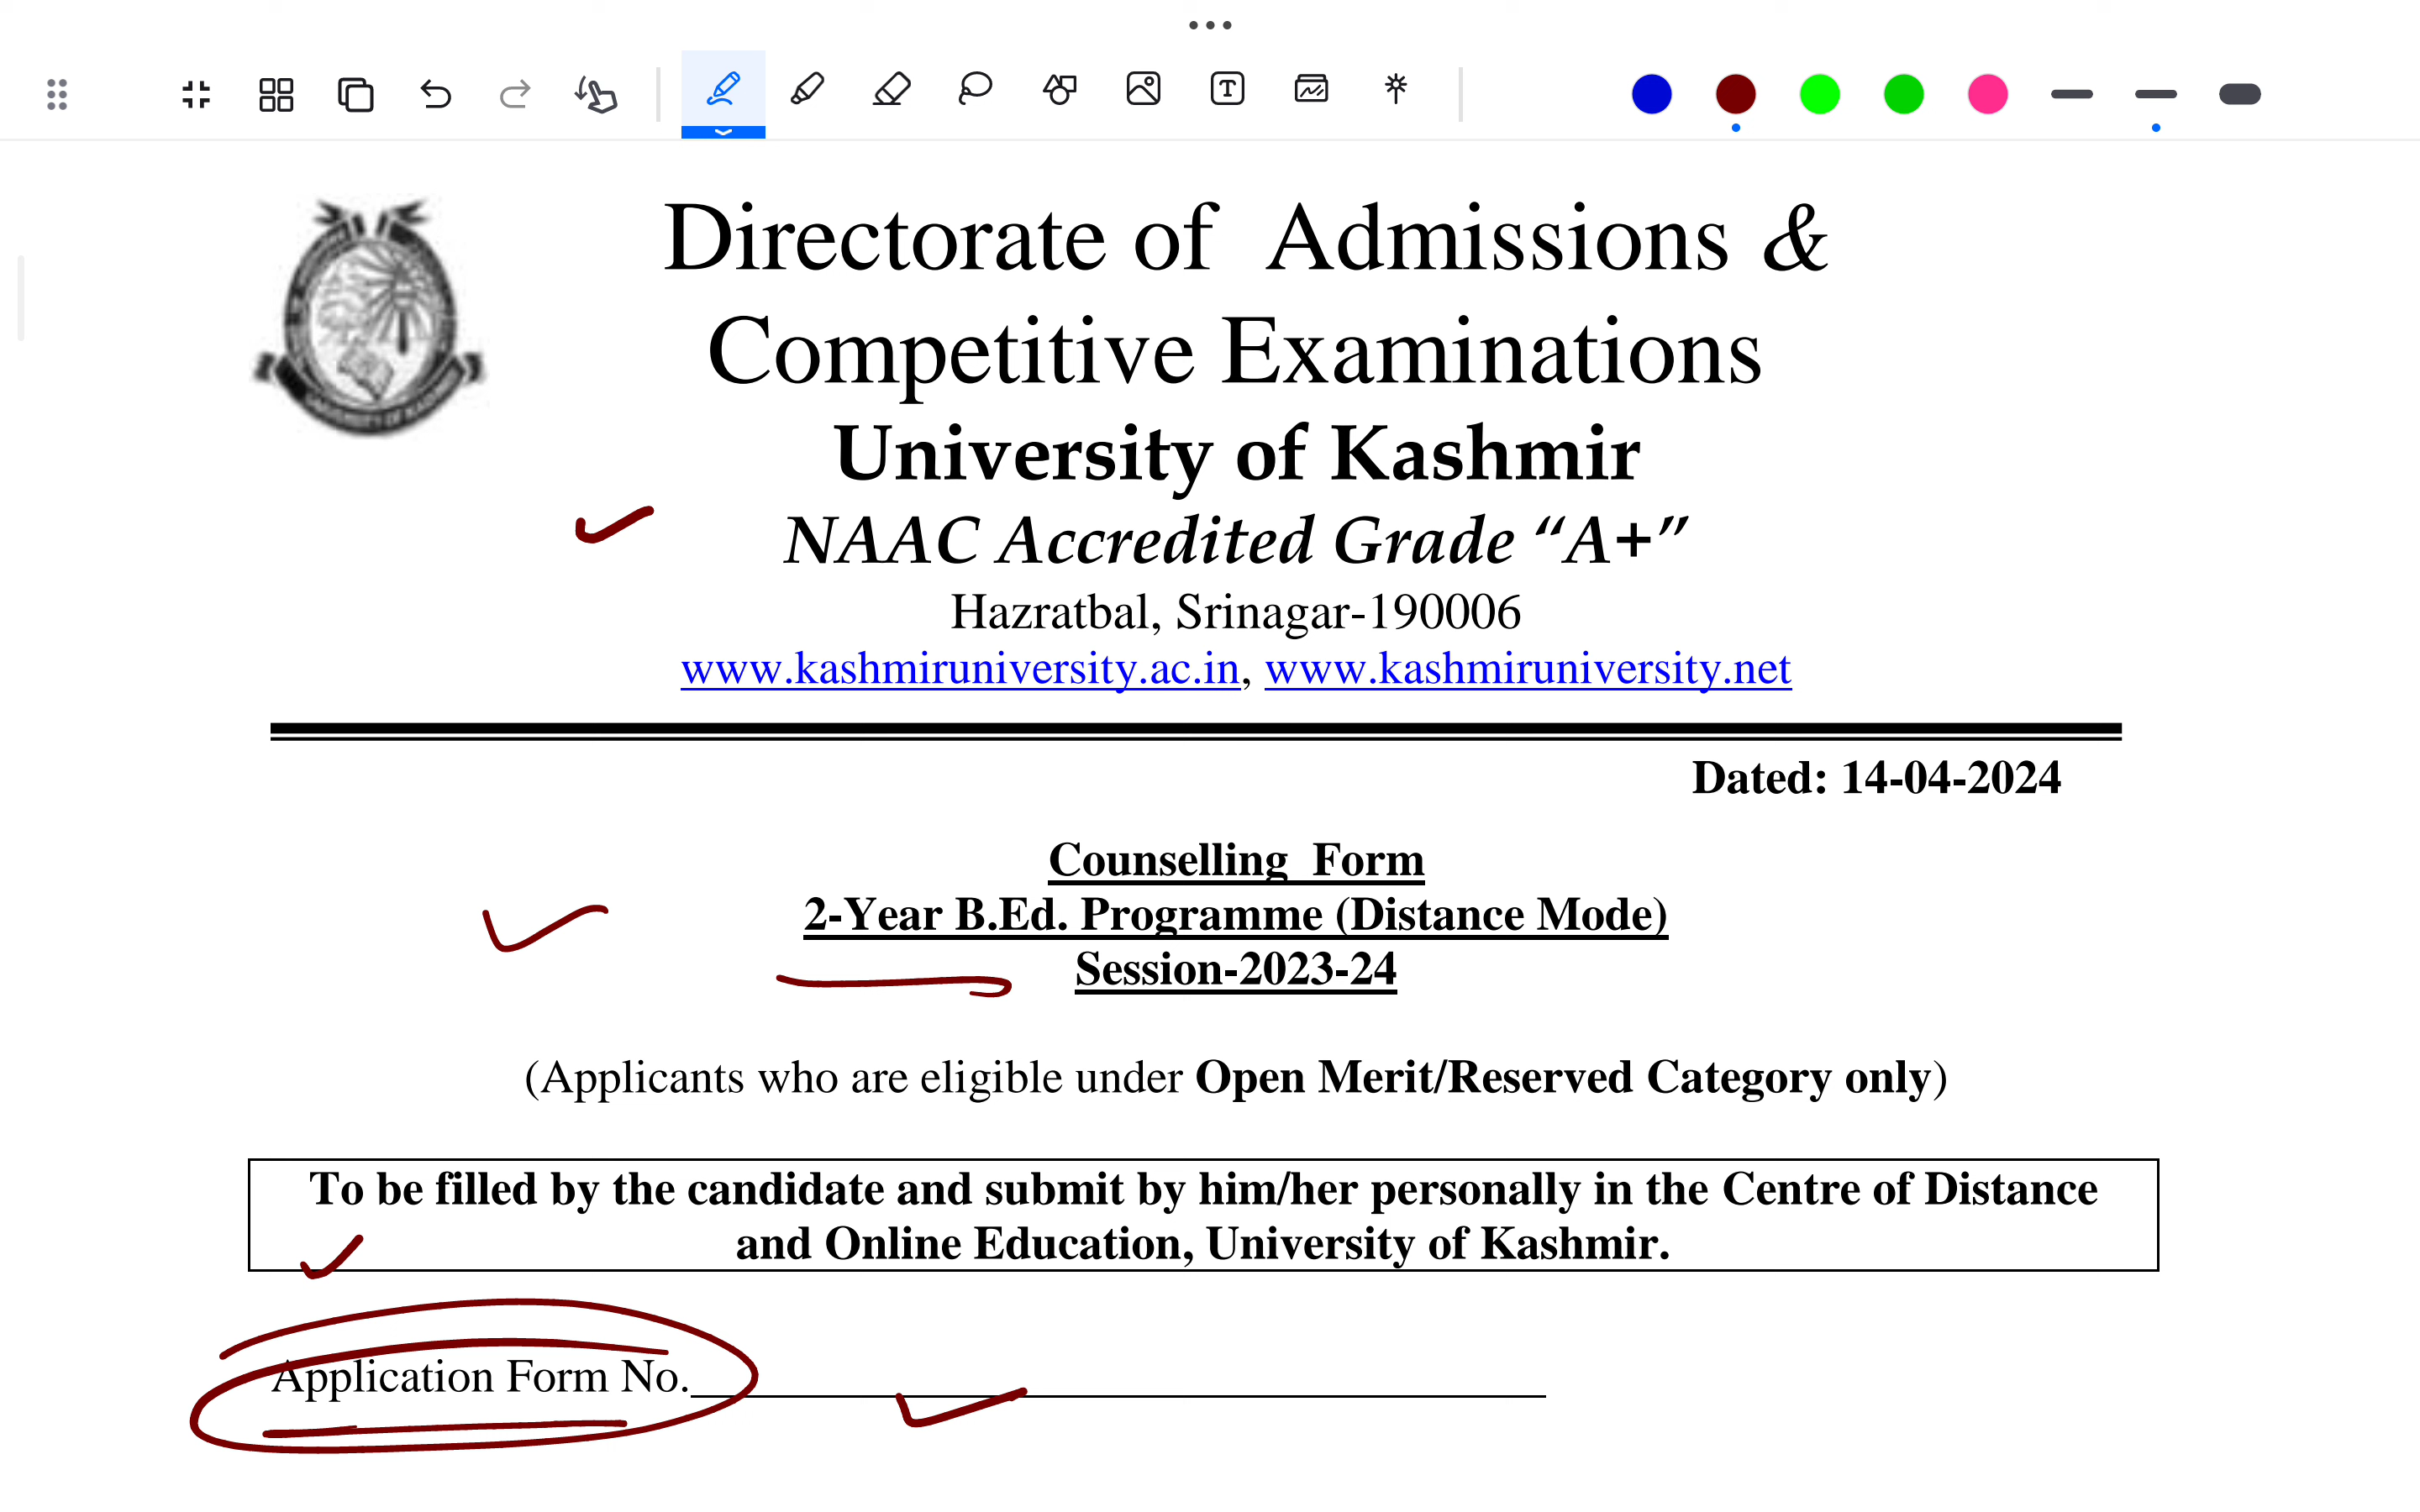 Directorate of Admissions &
Competitive Examinations
University of Kashmir
NAAC Accredited Grade “A+”
Hazratbal, Srinagar-190006
www.kashmiruniversity.ac.in, www.kashmiruniversity.net
Dated: 14-04-2024
Counselling Form
2-Year B.Ed. Programme (Distance Mode)
Session-2023-24
(Applicants who are eligible under Open Merit/Reserved Category only)
To be filled by the candidate and submit by him/her personally in the Centre of Distance
and Online Education, University of Kashmir.
Application Form No.